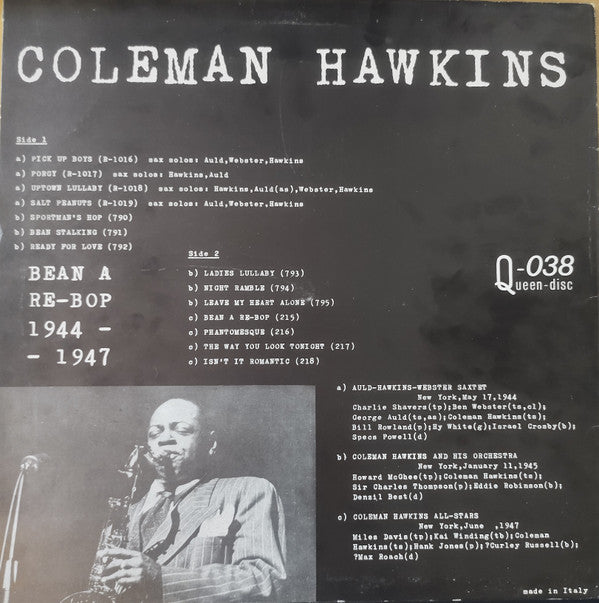 COLEMAN HAWKINS
Side 1
a) PICK UP BOYS (R-1016) sax solos: Auld,Webster,Hawkins
a) PORGY (R-1017) sax solos: Hawkins,Auld
a) UPTOWN LULLABY (R-1018) sax solos: Hawkins,Auld(as),Webster,Hawkins
a) SALT PEANUTS (R-1019) sax solos: Auld,Webster,Hawkins
b) SPORTMAN'S HOP (790)
b) BEAN STALKING (791)
b) READY FOR LOVE (792)
Side 2
b) LADIES LULLABY (793)
b) NIGHT RAMBLE (794)
b) LEAVE MY HEART ALONE (795)
c) BEAN A RE-BOP (215)
c) PHANTOMESQUE (216)
c) THE WAY YOU LOOK TONIGHT (217)
c) ISN'T IT ROMANTIC (218)
BEAN A
RE-BOP
1944 -
- 1947
Q-038
Queen-disc
a) AULD-HAWKINS-WEBSTER SAXTET
New York,May 17,1944
Charlie Shavers(tp);Ben Webster(ts,cl);
George Auld(ts,as);Coleman Hawkins(ts);
Bill Rowland(p);Hy White(g);Israel Crosby(b);
Specs Powell(d)
b) COLEMAN HAWKINS AND HIS ORCHESTRA
New York,January 11,1945
Howard McGhee(tp);Coleman Hawkins(ts);
Sir Charles Thompson(p);Eddie Robinson(b);
Densil Best(d)
c) COLEMAN HAWKINS ALL-STARS
New York,June ,1947
Miles Davis(tp);Kai Winding(tb);Coleman
Hawkins(ts);Hank Jones(p);?Curley Russell(b);
?Max Roach(d)
made in Italy